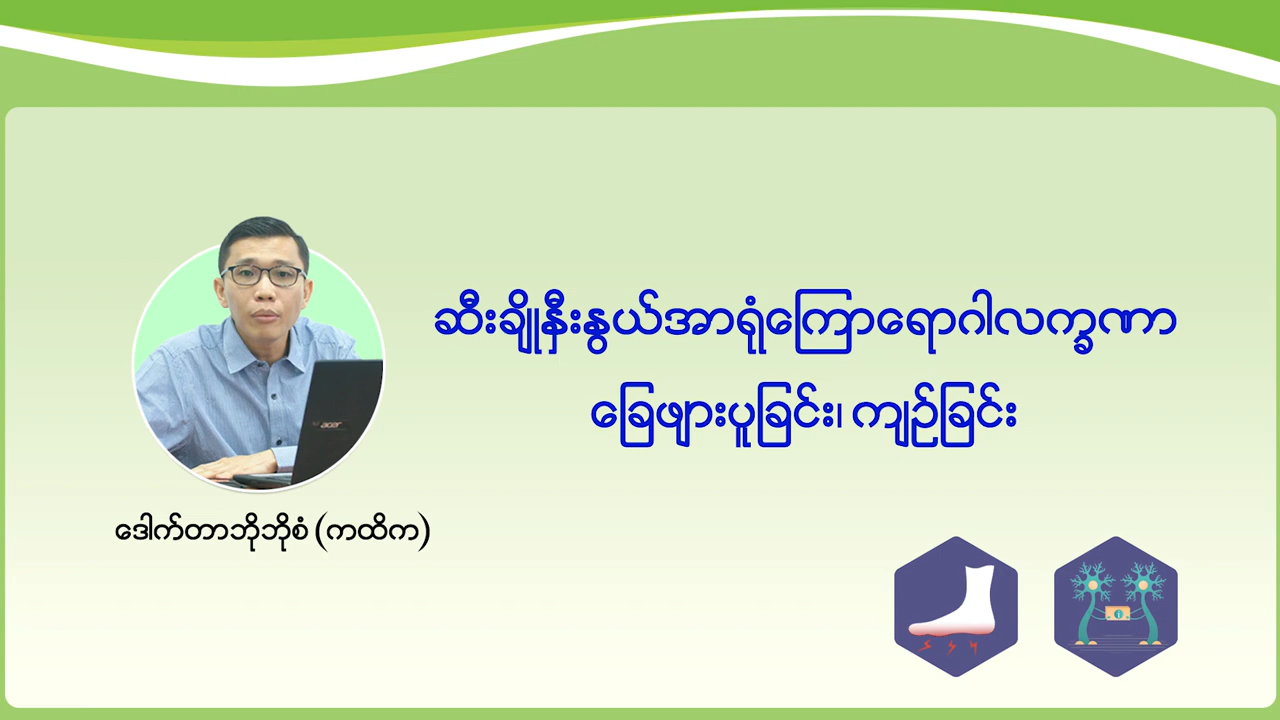 ဆီးချိုနှီးနွယ်အာရုံကြောရောဂါလက္ခဏာ
ခြေဖျားပူခြင်း၊ ကျဉ်ခြင်း
acer
ဒေါက်တာဘိုဘိုစံ (ကထိက)